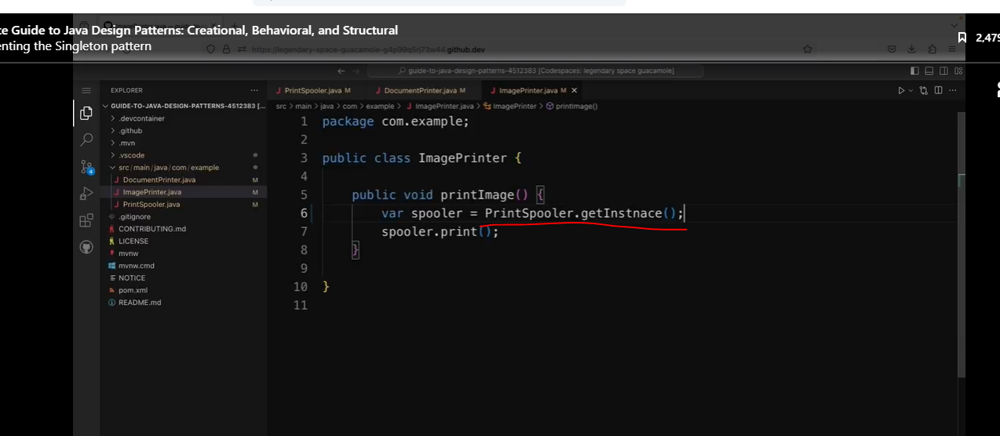 e Guide to Java Design Patterns: Creational, Behavioral, and Structural
enting the Singleton pattern
2,479
https://legendary-space-guacamole-g4p99q5rj73w44.github.dev
guide-to-java-design-patterns-4512383 [Codespaces: legendary space guacamole]
EXPLORER
GUIDE-TO-JAVA-DESIGN-PATTERNS-4512383 [...
.devcontainer
.github
.mvn
.vscode
src / main / java / com / example
DocumentPrinter.java M
ImagePrinter.java M
PrintSpooler.java M
.gitignore
CONTRIBUTING.md
LICENSE
mvnw
mvnw.cmd
NOTICE
pom.xml
README.md
4
PrintSpooler.java M DocumentPrinter.java M ImagePrinter.java M
src > main > java > com > example > ImagePrinter.java > ImagePrinter > printImage()
1 package com.example;
2
3 public class ImagePrinter {
4
5 public void printImage() {
6 var spooler = PrintSpooler.getInstnace();
7 spooler.print();
8 }
9
10 }
11